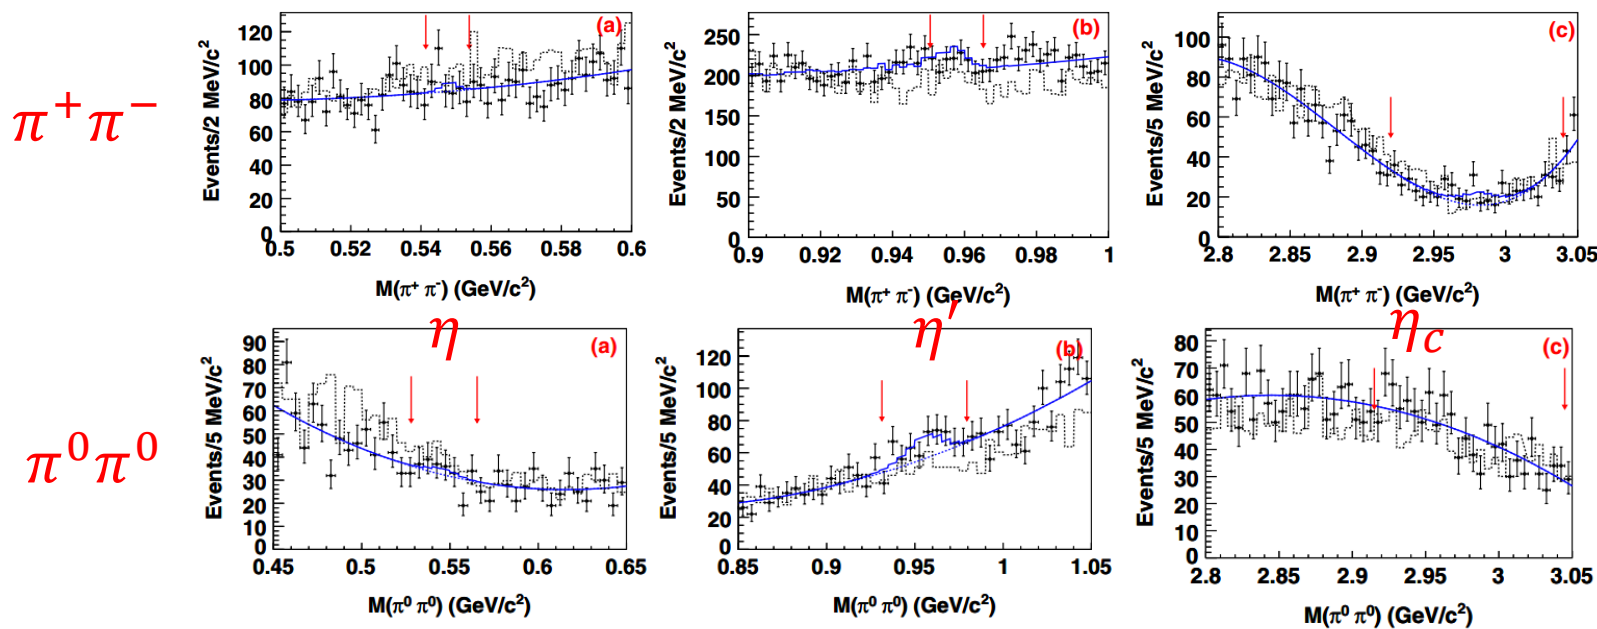 π⁺π⁻
(a)
Events/2 MeV/c²
120
100
80
60
40
20
0
0.5 0.52 0.54 0.56 0.58 0.6
M(π⁺ π⁻) (GeV/c²)
(b)
Events/2 MeV/c²
250
200
150
100
50
0
0.9 0.92 0.94 0.96 0.98 1
M(π⁺ π⁻) (GeV/c²)
(c)
Events/5 MeV/c²
100
80
60
40
20
0
2.8 2.85 2.9 2.95 3 3.05
M(π⁺ π⁻) (GeV/c²)
η
η′
η_c
π⁰π⁰
(a)
Events/5 MeV/c²
90
80
70
60
50
40
30
20
10
0
0.45 0.5 0.55 0.6 0.65
M(π⁰ π⁰) (GeV/c²)
(b)
Events/5 MeV/c²
120
100
80
60
40
20
0
0.85 0.9 0.95 1 1.05
M(π⁰ π⁰) (GeV/c²)
(c)
Events/5 MeV/c²
80
70
60
50
40
30
20
10
0
2.8 2.85 2.9 2.95 3 3.05
M(π⁰ π⁰) (GeV/c²)